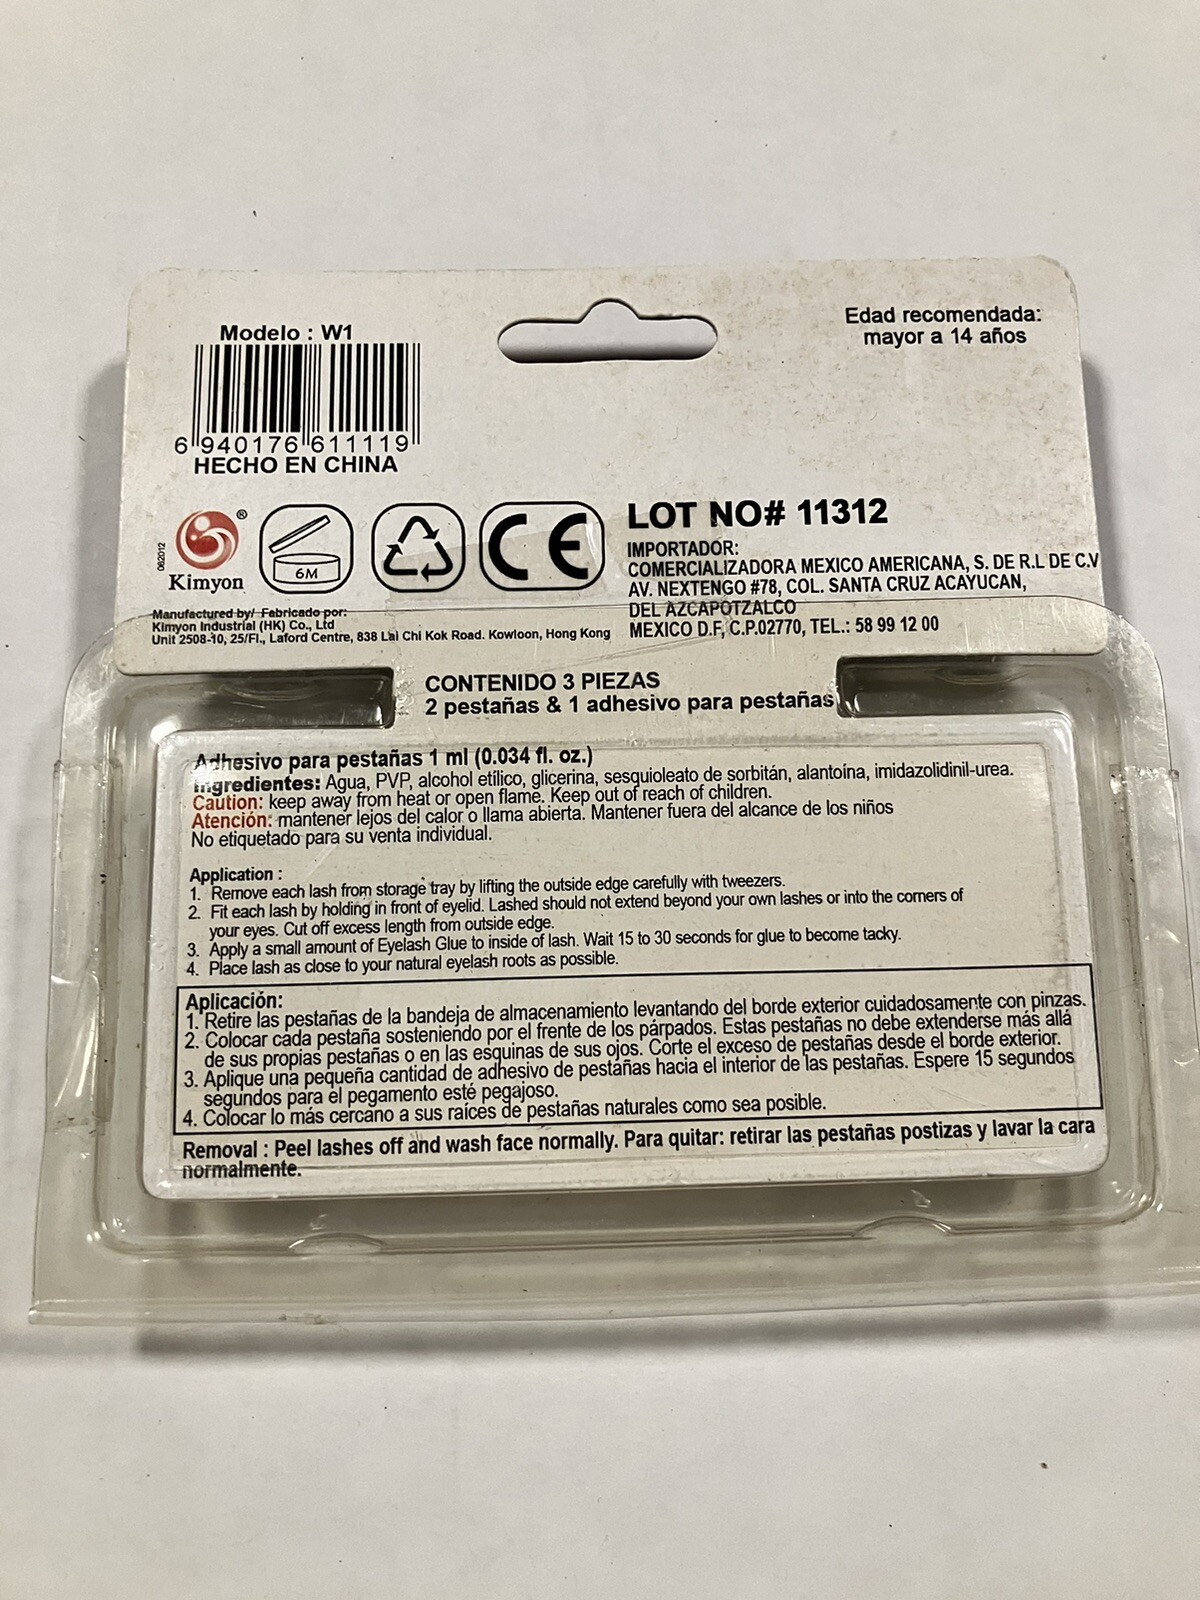 Modelo : W1
6 940176 611119
HECHO EN CHINA
Edad recomendada:
mayor a 14 años
062012
Kimyon
®
6M
CE
Manufactured by/ Fabricado por:
Kimyon Industrial (HK) Co., Ltd
Unit 2508-10, 25/Fl., Laford Centre, 838 Lai Chi Kok Road. Kowloon, Hong Kong
LOT NO# 11312
IMPORTADOR:
COMERCIALIZADORA MEXICO AMERICANA, S. DE R.L DE C.V
AV. NEXTENGO #78, COL. SANTA CRUZ ACAYUCAN,
DEL AZCAPOTZALCO
MEXICO D.F, C.P.02770, TEL.: 58 99 12 00
CONTENIDO 3 PIEZAS
2 pestañas & 1 adhesivo para pestañas
Adhesivo para pestañas 1 ml (0.034 fl. oz.)
Ingredientes: Agua, PVP, alcohol etílico, glicerina, sesquioleato de sorbitán, alantoína, imidazolidinil-urea.
Caution: keep away from heat or open flame. Keep out of reach of children.
Atención: mantener lejos del calor o llama abierta. Mantener fuera del alcance de los niños
No etiquetado para su venta individual.
Application :
1. Remove each lash from storage tray by lifting the outside edge carefully with tweezers.
2. Fit each lash by holding in front of eyelid. Lashed should not extend beyond your own lashes or into the corners of
your eyes. Cut off excess length from outside edge.
3. Apply a small amount of Eyelash Glue to inside of lash. Wait 15 to 30 seconds for glue to become tacky.
4. Place lash as close to your natural eyelash roots as possible.
Aplicación:
1. Retire las pestañas de la bandeja de almacenamiento levantando del borde exterior cuidadosamente con pinzas.
2. Colocar cada pestaña sosteniendo por el frente de los párpados. Estas pestañas no debe extenderse más allá
de sus propias pestañas o en las esquinas de sus ojos. Corte el exceso de pestañas desde el borde exterior.
3. Aplique una pequeña cantidad de adhesivo de pestañas hacia el interior de las pestañas. Espere 15 segundos
segundos para el pegamento esté pegajoso.
4. Colocar lo más cercano a sus raíces de pestañas naturales como sea posible.
Removal : Peel lashes off and wash face normally. Para quitar: retirar las pestañas postizas y lavar la cara
normalmente.